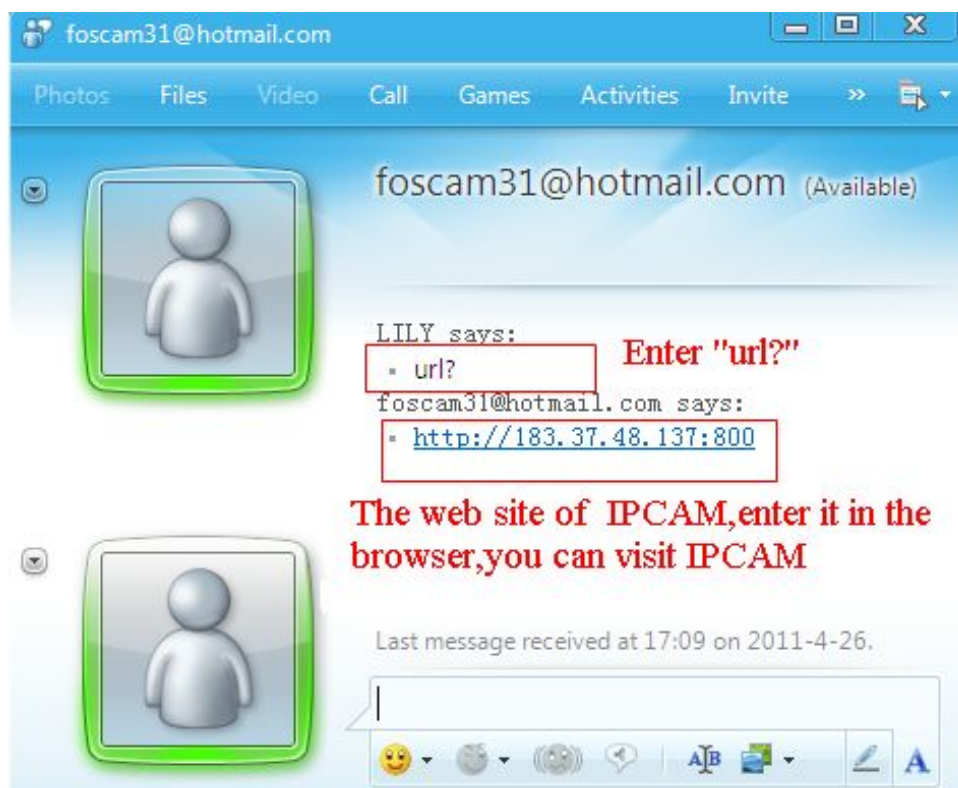 foscam31@hotmail.com
Photos Files Video Call Games Activities Invite »
foscam31@hotmail.com (Available)
LILY says:
url?
Enter "url?"
foscam31@hotmail.com says:
http://183.37.48.137:800
The web site of IPCAM,enter it in the
browser,you can visit IPCAM
Last message received at 17:09 on 2011-4-26.
AB
A